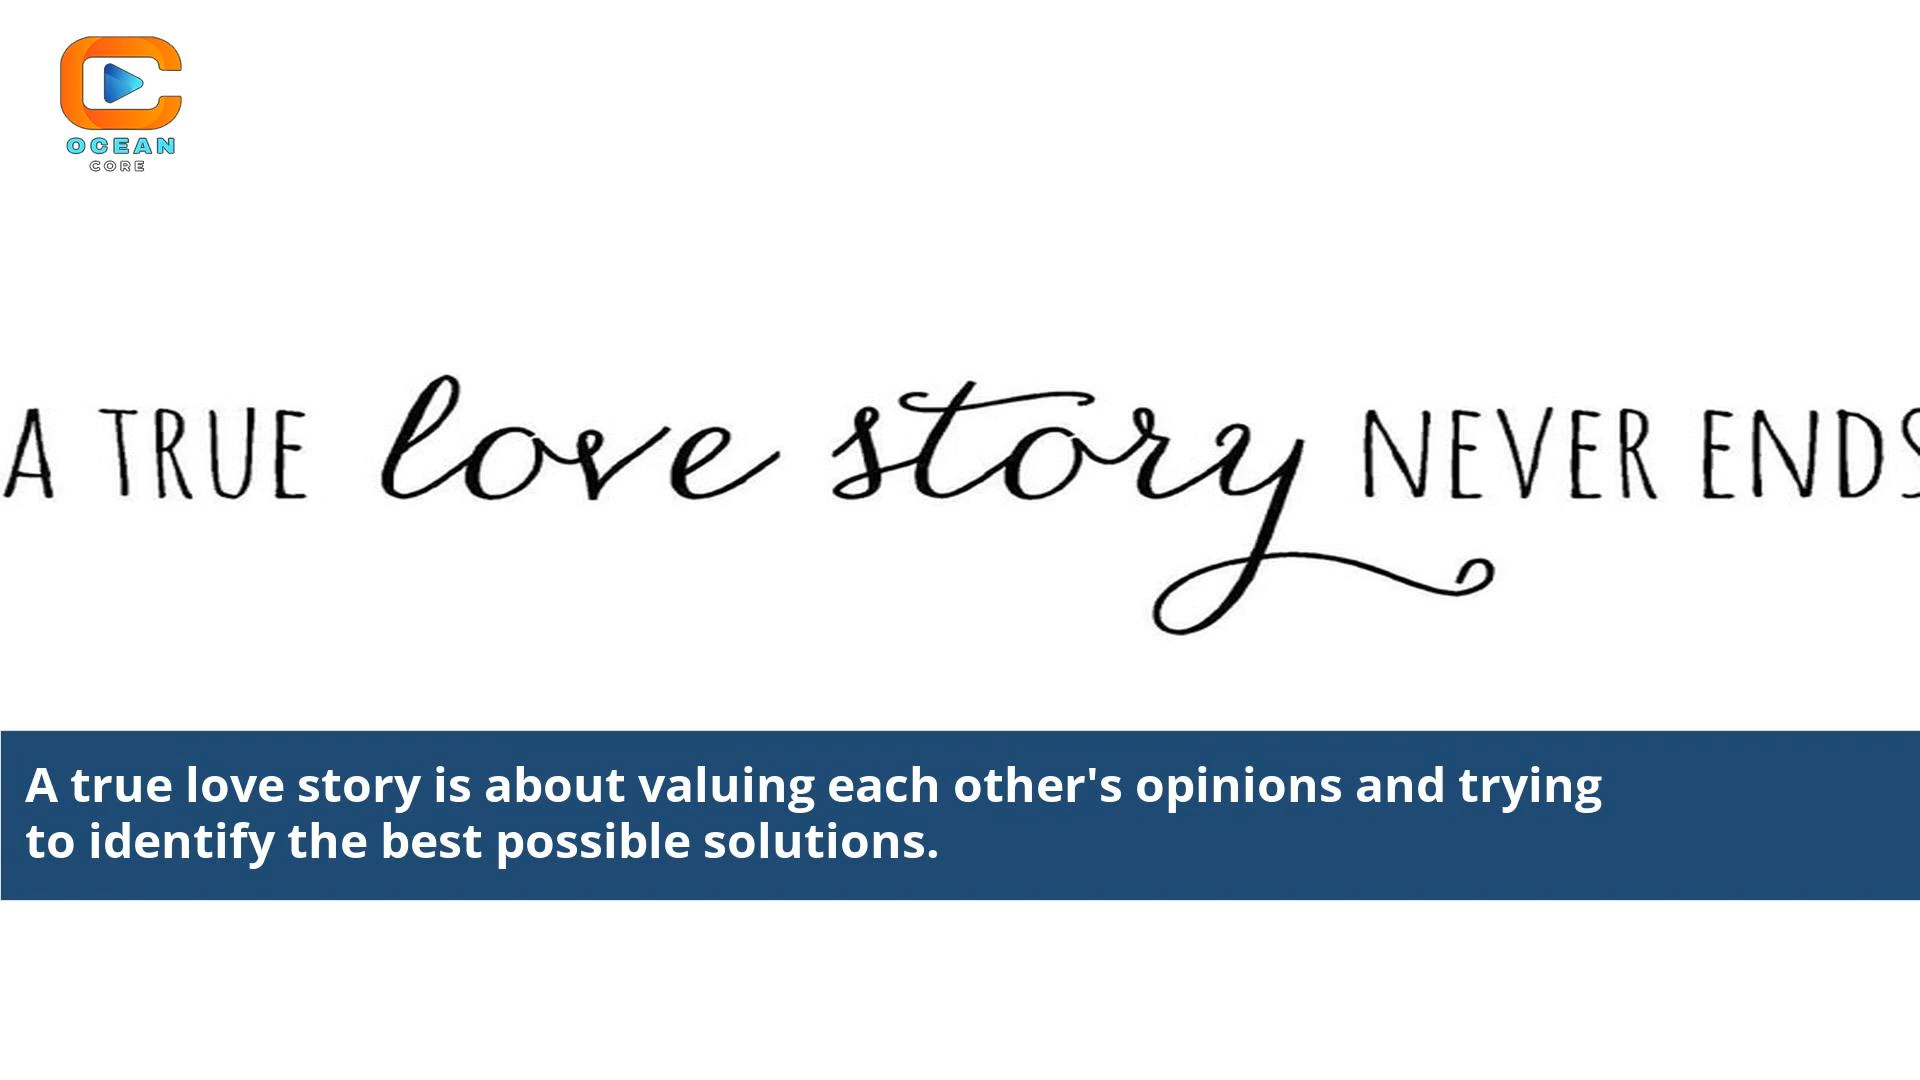 OCEAN
CORE
A TRUE love story NEVER ENDS
A true love story is about valuing each other's opinions and trying
to identify the best possible solutions.